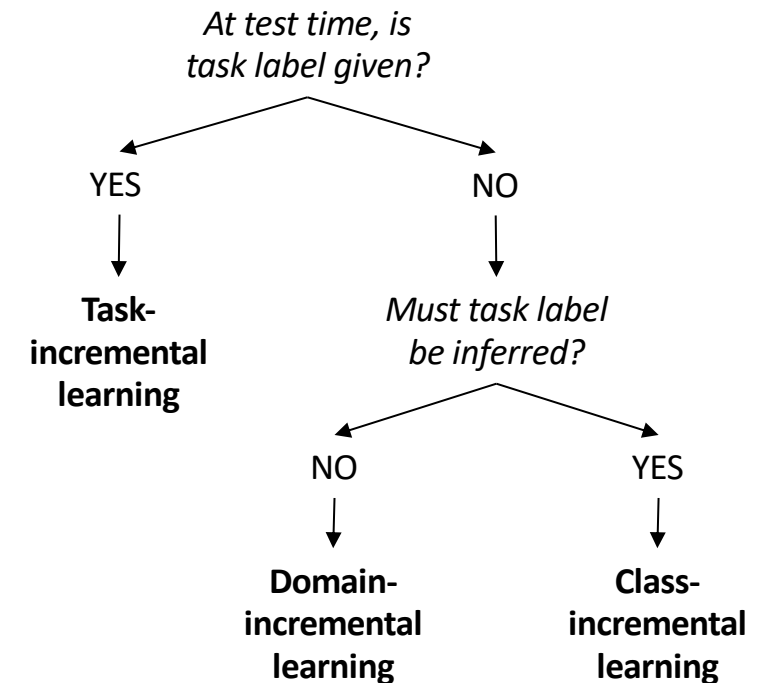 At test time, is
task label given?
YES
NO
Task-
incremental
learning
Must task label
be inferred?
NO
YES
Domain-
incremental
learning
Class-
incremental
learning